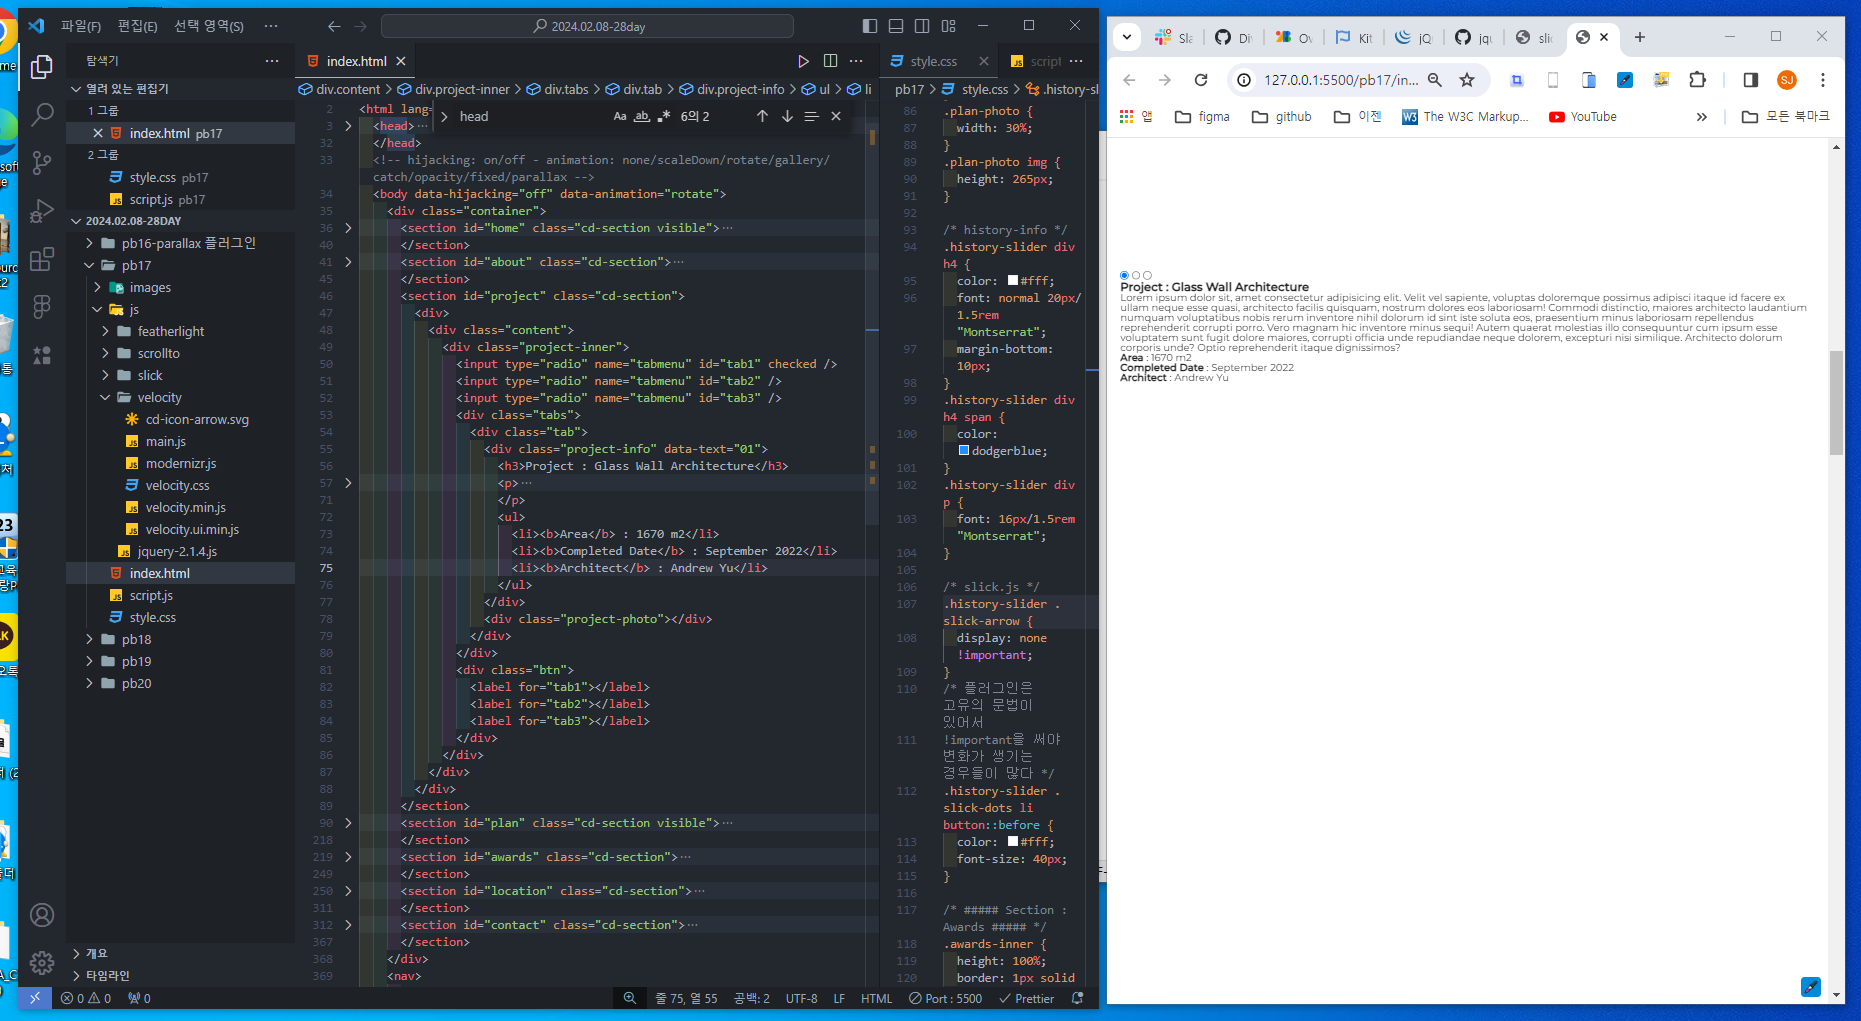 파일(F) 편집(E) 선택 영역(S) ···
2024.02.08-28day
탐색기
열려 있는 편집기
1 그룹
index.html pb17
2 그룹
style.css pb17
script.js pb17
2024.02.08-28DAY
pb16-parallax 플러그인
pb17
images
js
featherlight
scrollto
slick
velocity
cd-icon-arrow.svg
main.js
modernizr.js
velocity.css
velocity.min.js
velocity.ui.min.js
jquery-2.1.4.js
index.html
script.js
style.css
pb18
pb19
pb20
개요
타임라인
index.html
div.content > div.project-inner > div.tabs > div.tab > div.project-info > ul > li
head Aa ab 6의 2
2 <html lang-
3 <head>···
32 </head>
33 <!-- hijacking: on/off - animation: none/scaleDown/rotate/gallery/
catch/opacity/fixed/parallax -->
34 <body data-hijacking="off" data-animation="rotate">
35 <div class="container">
36 <section id="home" class="cd-section visible">···
40 </section>
41 <section id="about" class="cd-section">···
45 </section>
46 <section id="project" class="cd-section">
47 <div>
48 <div class="content">
49 <div class="project-inner">
50 <input type="radio" name="tabmenu" id="tab1" checked />
51 <input type="radio" name="tabmenu" id="tab2" />
52 <input type="radio" name="tabmenu" id="tab3" />
53 <div class="tabs">
54 <div class="tab">
55 <div class="project-info" data-text="01">
56 <h3>Project : Glass Wall Architecture</h3>
57 <p>···
71 </p>
72 <ul>
73 <li><b>Area</b> : 1670 m2</li>
74 <li><b>Completed Date</b> : September 2022</li>
75 <li><b>Architect</b> : Andrew Yu</li>
76 </ul>
77 </div>
78 <div class="project-photo"></div>
79 </div>
80 </div>
81 <div class="btn">
82 <label for="tab1"></label>
83 <label for="tab2"></label>
84 <label for="tab3"></label>
85 </div>
86 </div>
87 </div>
88 </div>
89 </section>
90 <section id="plan" class="cd-section visible">···
218 </section>
219 <section id="awards" class="cd-section">···
249 </section>
250 <section id="location" class="cd-section">···
311 </section>
312 <section id="contact" class="cd-section">···
367 </section>
368 </div>
369 <nav>
style.css script ···
pb17 > style.css > .history-sl
86 .plan-photo {
87 width: 30%;
88 }
89 .plan-photo img {
90 height: 265px;
91 }
92
93 /* history-info */
94 .history-slider div
h4 {
95 color: #fff;
96 font: normal 20px/
1.5rem
"Montserrat";
97 margin-bottom:
10px;
98 }
99 .history-slider div
h4 span {
100 color:
dodgerblue;
101 }
102 .history-slider div
p {
103 font: 16px/1.5rem
"Montserrat";
104 }
105
106 /* slick.js */
107 .history-slider .
slick-arrow {
108 display: none
!important;
109 }
110 /* 플러그인은
고유의 문법이
있어서
111 !important을 써야
변화가 생기는
경우들이 많다 */
112 .history-slider .
slick-dots li
button::before {
113 color: #fff;
114 font-size: 40px;
115 }
116
117 /* ##### Section :
Awards ##### */
118 .awards-inner {
119 height: 100%;
120 border: 1px solid
0 0 0 줄 75, 열 55 공백: 2 UTF-8 LF HTML Port : 5500 Prettier
Sla Di Ov Kit jQ jqu slic
127.0.0.1:5500/pb17/in... SJ
앱 figma github 이젠 The W3C Markup... YouTube » 모든 북마크
Project : Glass Wall Architecture
Lorem ipsum dolor sit, amet consectetur adipisicing elit. Velit vel sapiente, voluptas doloremque possimus adipisci itaque id facere ex
ullam neque esse quasi, architecto facilis quisquam, nostrum dolores eos laboriosam! Commodi distinctio, maiores architecto laudantium
numquam voluptatibus nobis rerum inventore nihil dolorum id sint iste soluta eos, praesentium minus laboriosam repellendus
reprehenderit corrupti porro. Vero magnam hic inventore minus sequi! Autem quaerat molestias illo consequuntur cum ipsum esse
voluptatem sunt fugit dolore maiores, corrupti officia unde repudiandae neque dolorem, excepturi nisi similique. Architecto dolorum
corporis unde? Optio reprehenderit itaque dignissimos?
Area : 1670 m2
Completed Date : September 2022
Architect : Andrew Yu